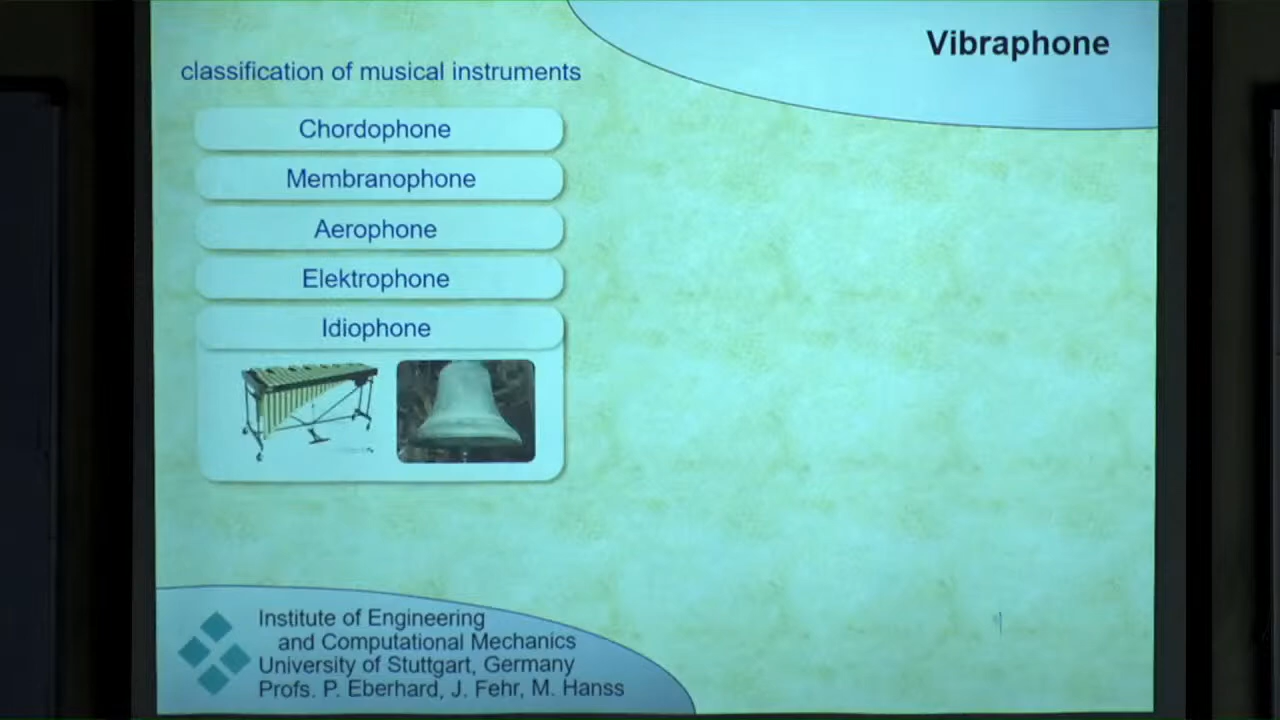 Vibraphone
classification of musical instruments
Chordophone
Membranophone
Aerophone
Elektrophone
Idiophone
Institute of Engineering
and Computational Mechanics
University of Stuttgart, Germany
Profs. P. Eberhard, J. Fehr, M. Hanss